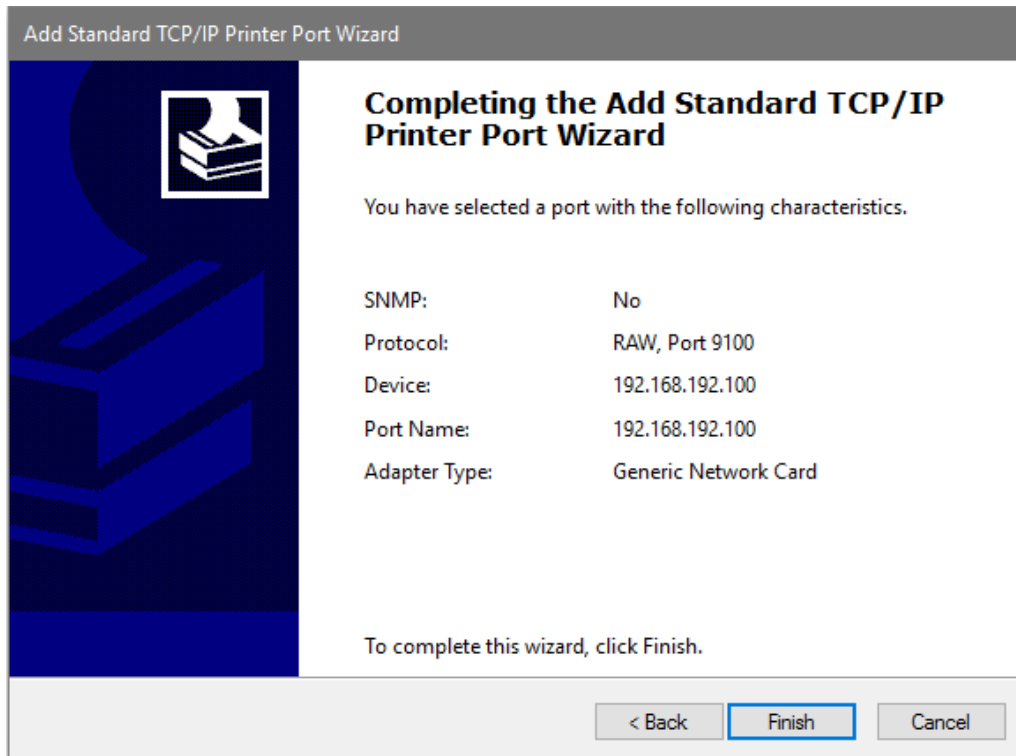 Add Standard TCP/IP Printer Port Wizard
Completing the Add Standard TCP/IP
Printer Port Wizard
You have selected a port with the following characteristics.
SNMP: No
Protocol: RAW, Port 9100
Device: 192.168.192.100
Port Name: 192.168.192.100
Adapter Type: Generic Network Card
To complete this wizard, click Finish.
< Back Finish Cancel